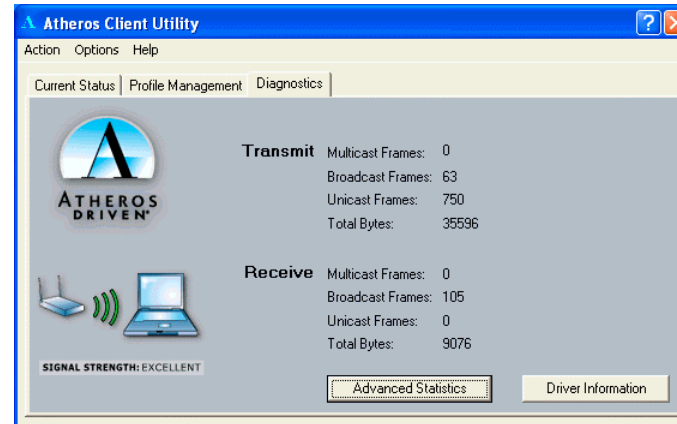 Atheros Client Utility
Action Options Help
Current Status Profile Management Diagnostics
ATHEROS
DRIVEN
Transmit
Multicast Frames: 0
Broadcast Frames: 63
Unicast Frames: 750
Total Bytes: 35596
Receive
Multicast Frames: 0
Broadcast Frames: 105
Unicast Frames: 0
Total Bytes: 9076
SIGNAL STRENGTH: EXCELLENT
Advanced Statistics Driver Information